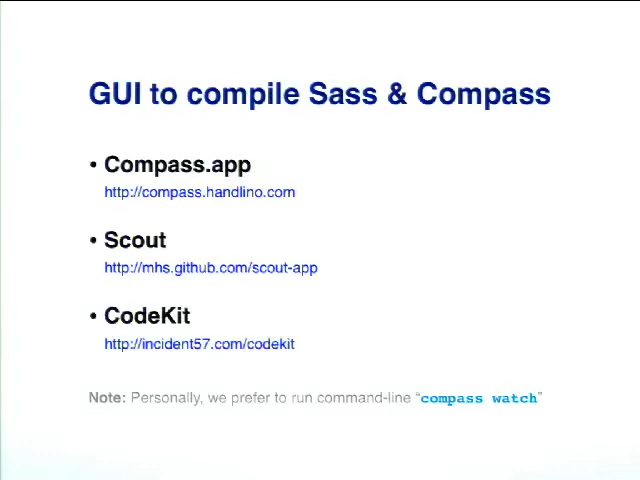 GUI to compile Sass & Compass
• Compass.app
http://compass.handlino.com
• Scout
http://mhs.github.com/scout-app
• CodeKit
http://incident57.com/codekit
Note: Personally, we prefer to run command-line “compass watch”